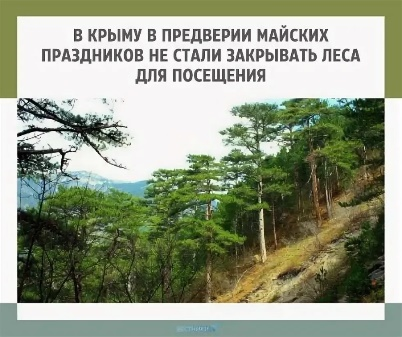 В КРЫМУ В ПРЕДВЕРИИ МАЙСКИХ
ПРАЗДНИКОВ НЕ СТАЛИ ЗАКРЫВАТЬ ЛЕСА
ДЛЯ ПОСЕЩЕНИЯ